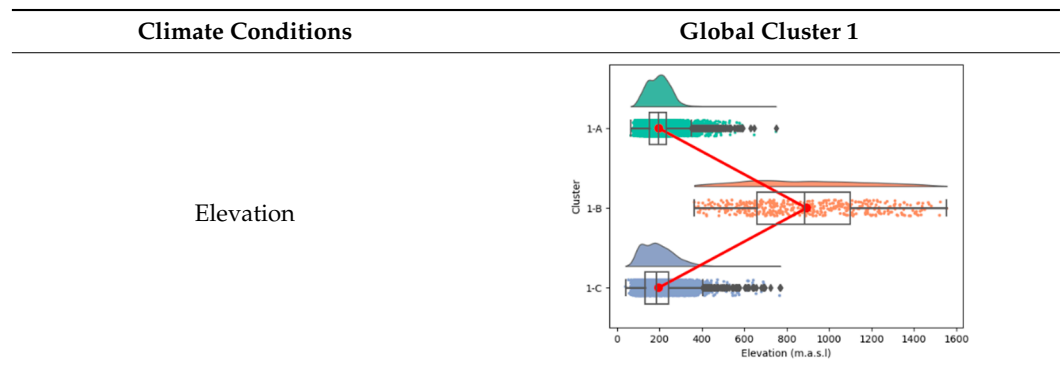 Climate Conditions Global Cluster 1
Elevation
1-A
1-B
1-C
Cluster
0 200 400 600 800 1000 1200 1400 1600
Elevation (m.a.s.l)